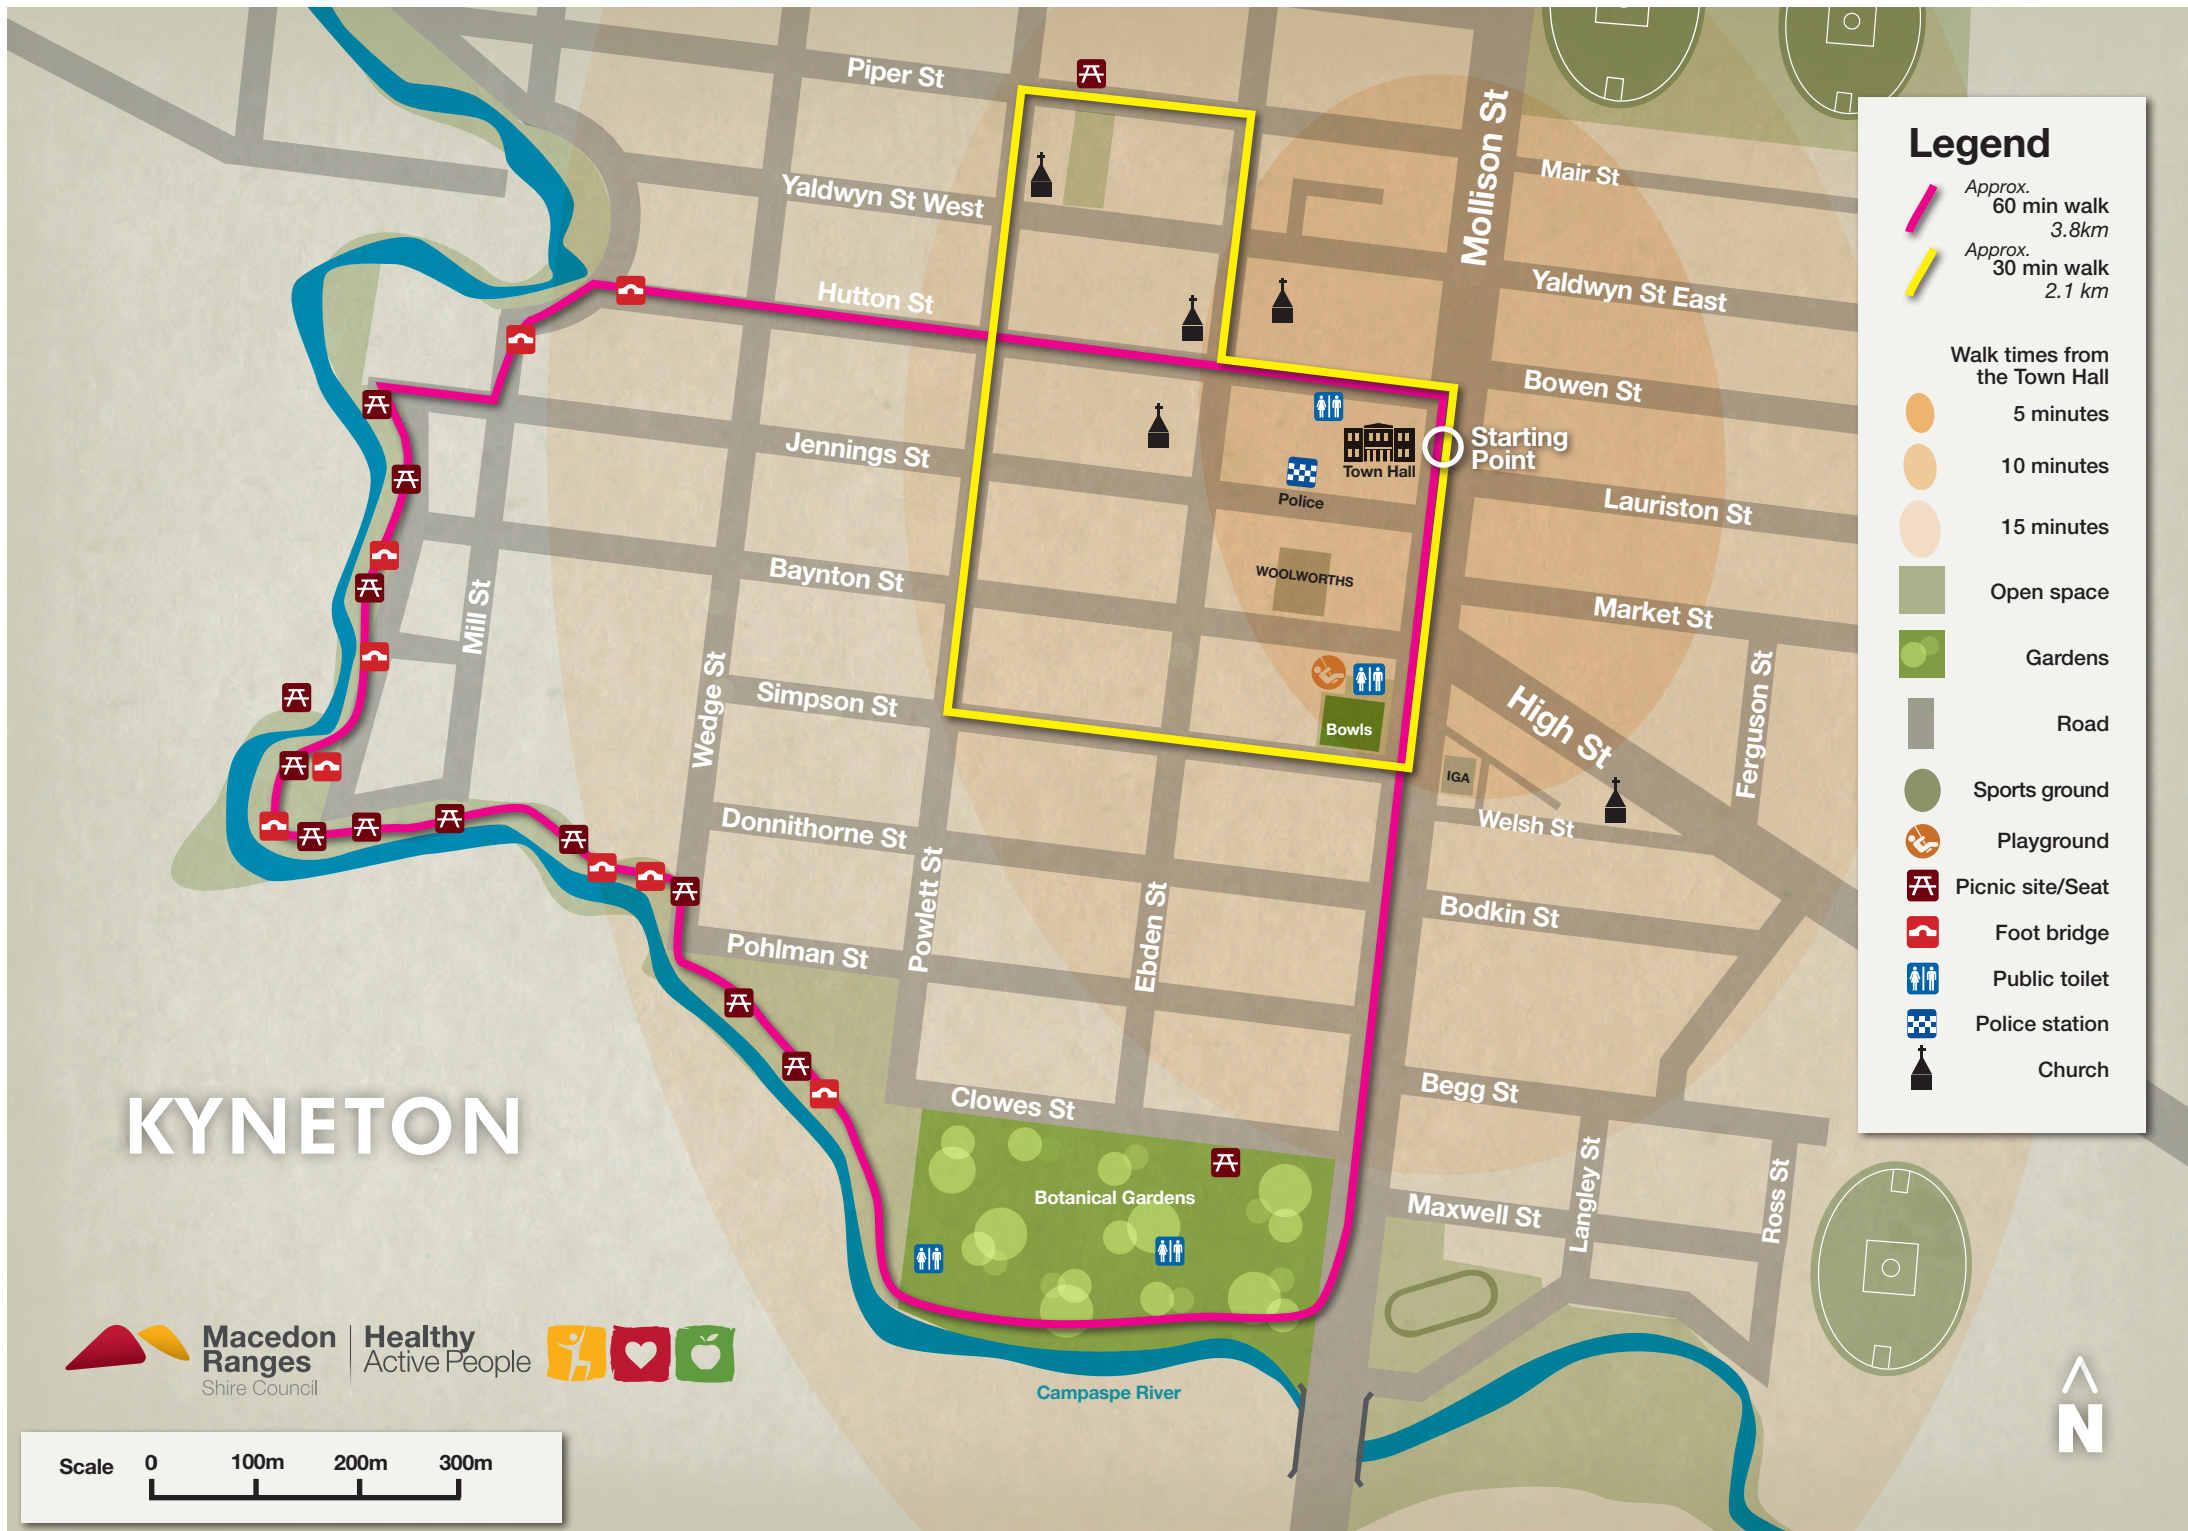 Piper St
Mollison St
Mair St
Yaldwyn St West
Yaldwyn St East
Hutton St
Bowen St
Starting
Point
Town Hall
Jennings St
Police
Lauriston St
WOOLWORTHS
Baynton St
Market St
Mill St
Simpson St
Wedge St
Bowls
High St
Ferguson St
IGA
Donnithorne St
Welsh St
Powlett St
Ebden St
Bodkin St
Pohlman St
Clowes St
Begg St
Botanical Gardens
Maxwell St
Langley St
Ross St
Campaspe River
KYNETON
Macedon
Ranges
Shire Council
Healthy
Active People
Scale 0 100m 200m 300m
N
Legend
Approx.
60 min walk
3.8km
Approx.
30 min walk
2.1 km
Walk times from
the Town Hall
5 minutes
10 minutes
15 minutes
Open space
Gardens
Road
Sports ground
Playground
Picnic site/Seat
Foot bridge
Public toilet
Police station
Church